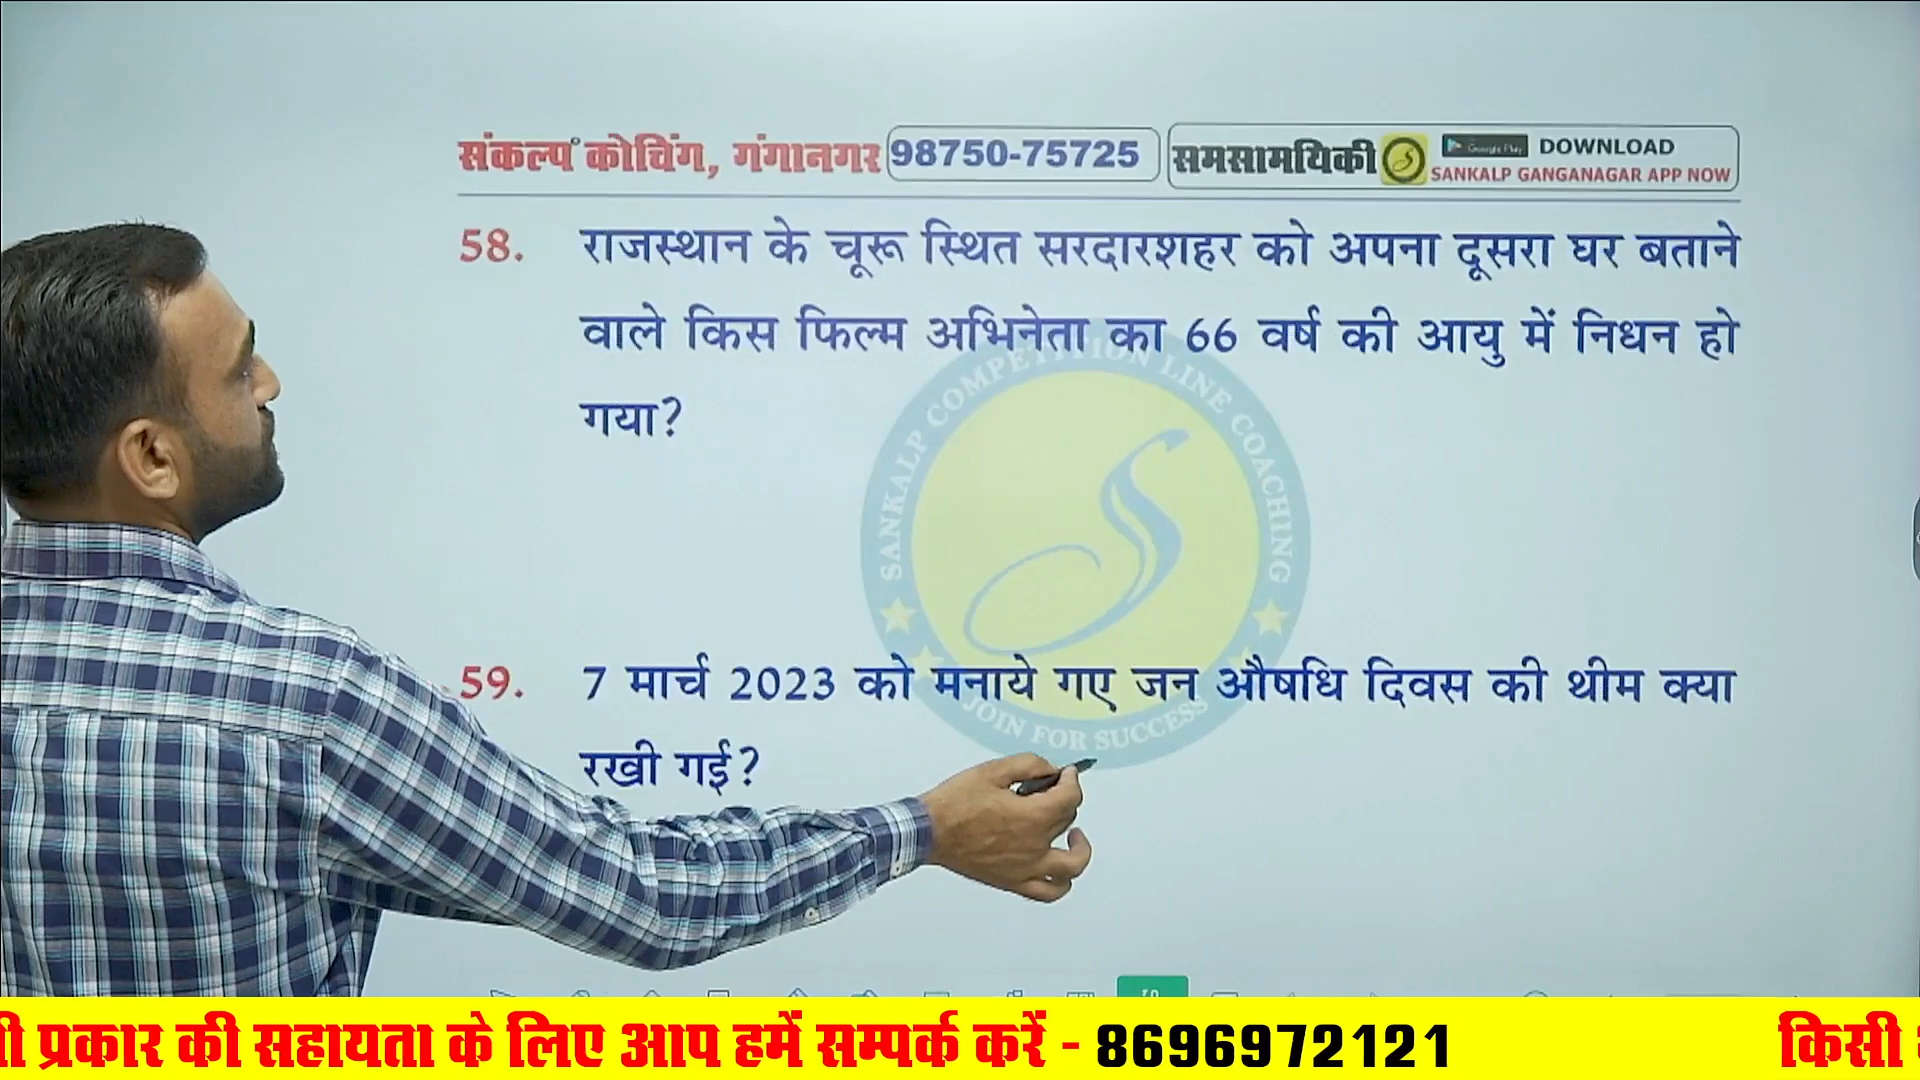 संकल्प कोचिंग, गंगानगर 98750-75725 समसामयिकी Google Play DOWNLOAD
SANKALP GANGANAGAR APP NOW
58. राजस्थान के चूरू स्थित सरदारशहर को अपना दूसरा घर बताने
वाले किस फिल्म अभिनेता का 66 वर्ष की आयु में निधन हो
गया?
SANKALP COMPETITION LINE COACHING
59. 7 मार्च 2023 को मनाये गए जन औषधि दिवस की थीम क्या
JOIN FOR SUCCESS
रखी गई?
प्रकार की सहायता के लिए आप हमें सम्पर्क करें - 8696972121 किसी